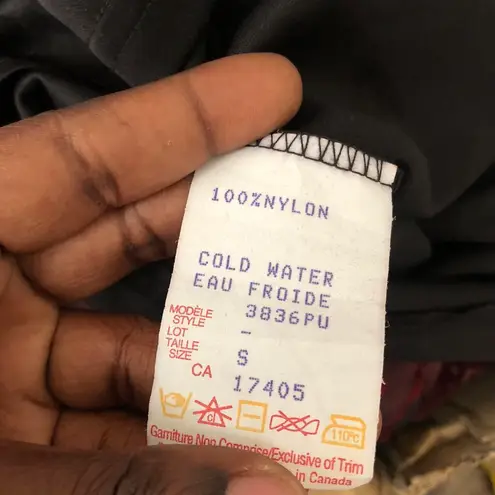 100%NYLON
COLD WATER
EAU FROIDE
MODÈLE
STYLE 3836PU
LOT -
TAILLE
SIZE S
CA 17405
CL
110°C
Garniture Non Comprise/Exclusive of Trim
in Canada